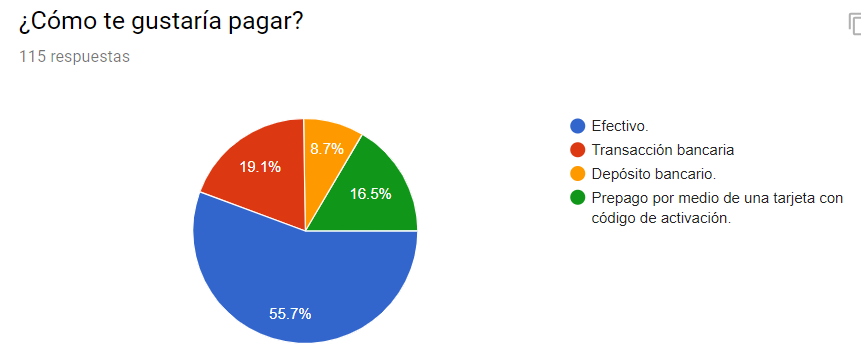 ¿Cómo te gustaría pagar?
115 respuestas
8.7%
19.1%
16.5%
55.7%
Efectivo.
Transacción bancaria
Depósito bancario.
Prepago por medio de una tarjeta con
código de activación.